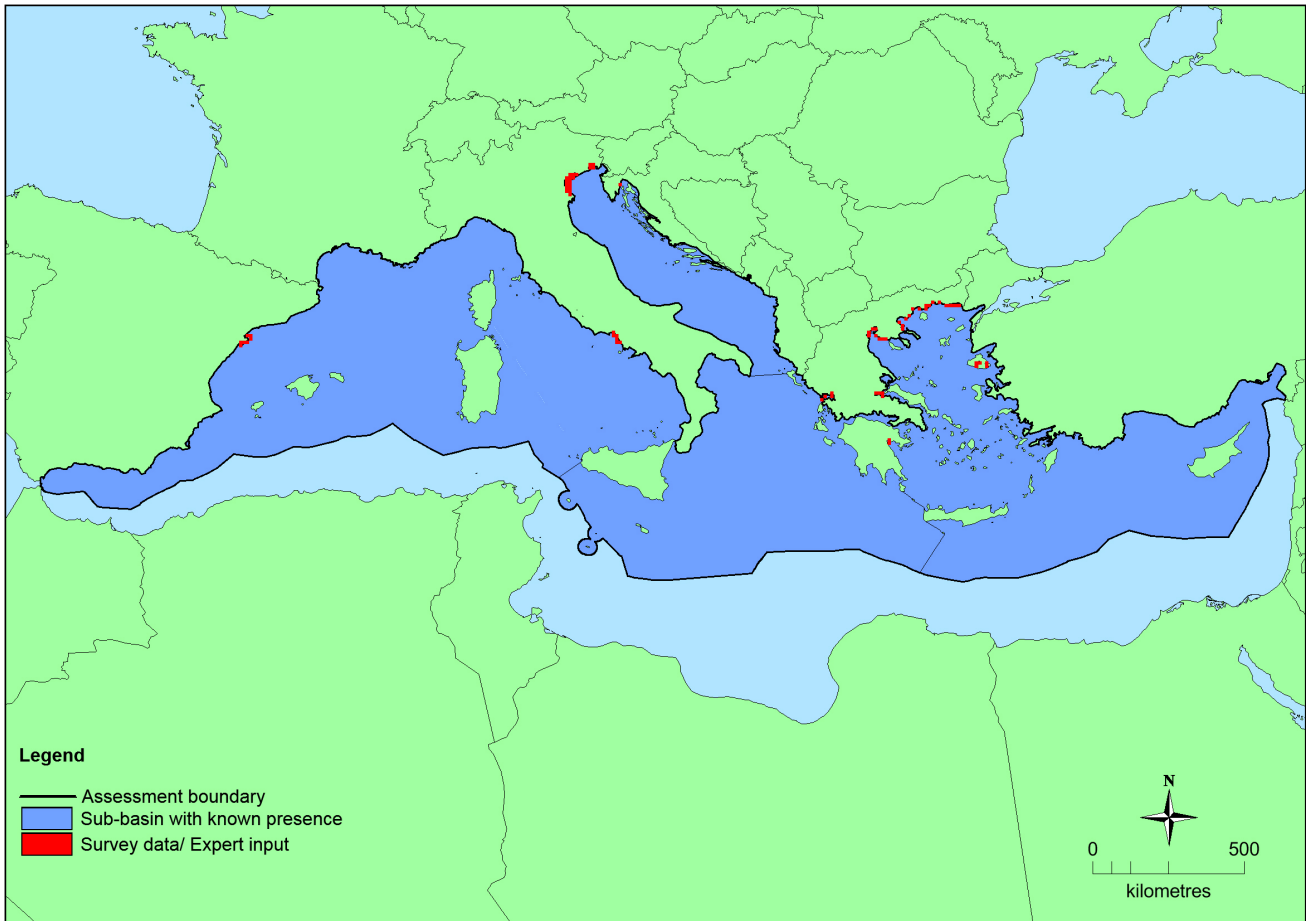 Legend
Assessment boundary
Sub-basin with known presence
Survey data/ Expert input
N
0 500
kilometres